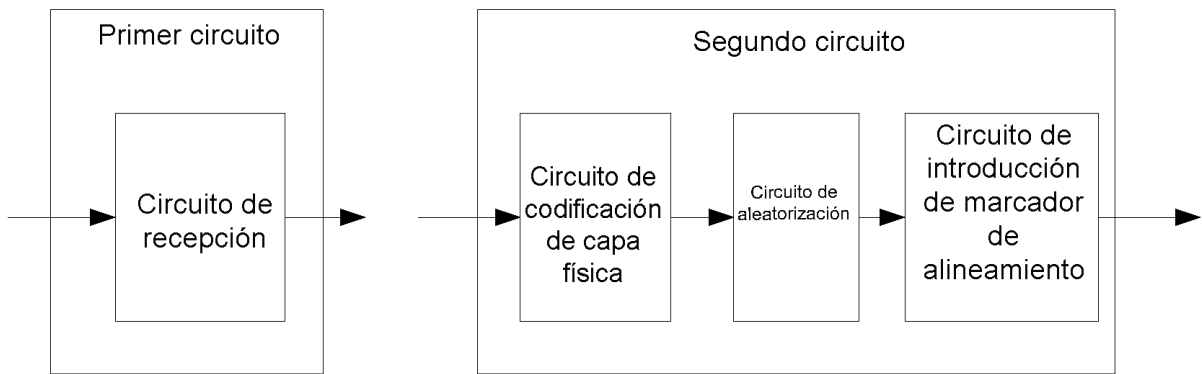 Primer circuito
Circuito de
recepción
Segundo circuito
Circuito de
codificación
de capa
física
Circuito de
aleatorización
Circuito de
introducción
de marcador
de
alineamiento